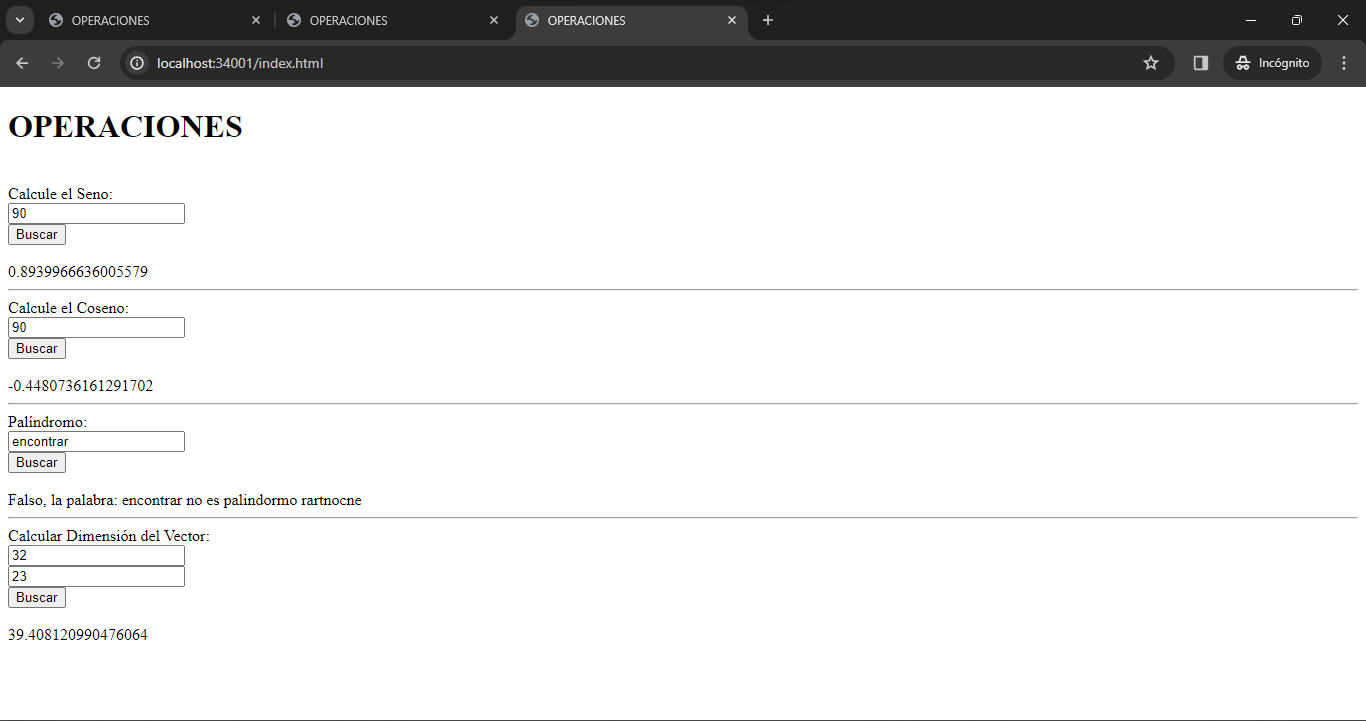 OPERACIONES
OPERACIONES
OPERACIONES
localhost:34001/index.html
Incógnito
OPERACIONES
Calcule el Seno:
90
Buscar
0.8939966636005579
Calcule el Coseno:
90
Buscar
-0.4480736161291702
Palíndromo:
encontrar
Buscar
Falso, la palabra: encontrar no es palindormo rartnocne
Calcular Dimensión del Vector:
32
23
Buscar
39.408120990476064